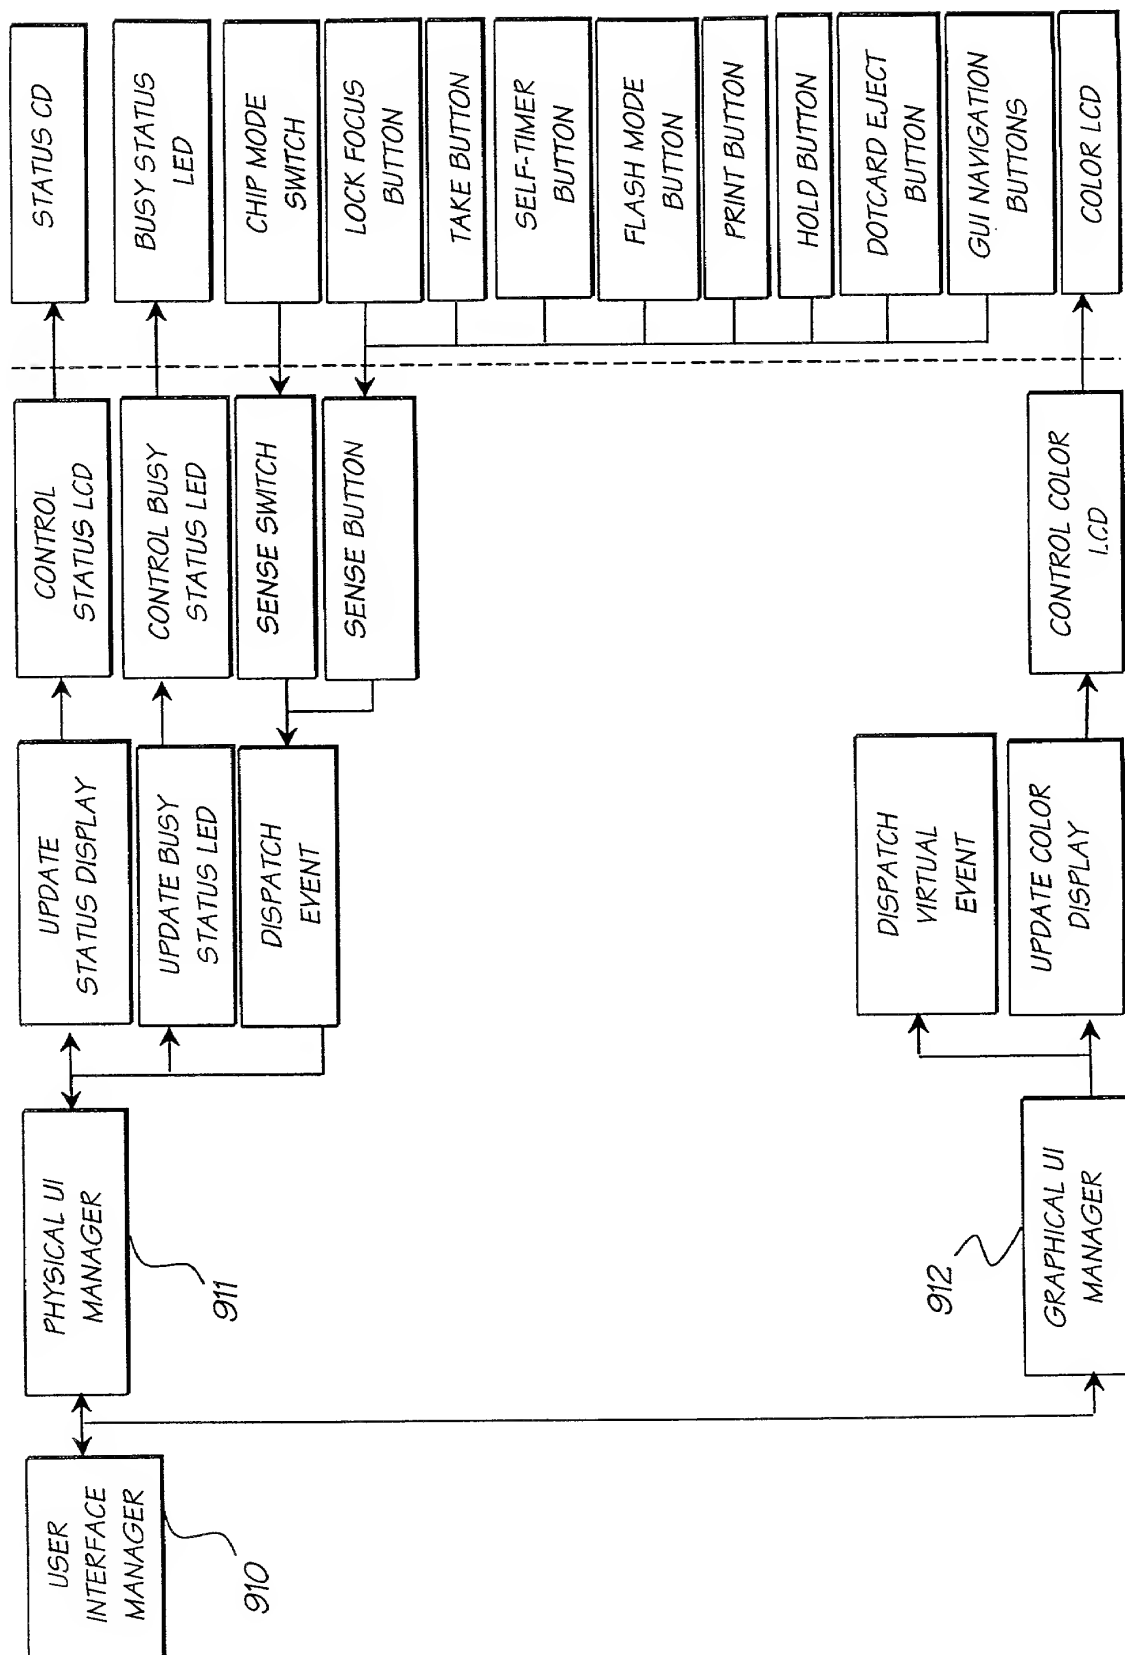 USER
INTERFACE
MANAGER
910
PHYSICAL UI
MANAGER
911
GRAPHICAL UI
MANAGER
912
UPDATE
STATUS DISPLAY
UPDATE BUSY
STATUS LED
DISPATCH
EVENT
DISPATCH
VIRTUAL
EVENT
UPDATE COLOR
DISPLAY
CONTROL
STATUS LCD
CONTROL BUSY
STATUS LED
SENSE SWITCH
SENSE BUTTON
CONTROL COLOR
LCD
STATUS CD
BUSY STATUS
LED
CHIP MODE
SWITCH
LOCK FOCUS
BUTTON
TAKE BUTTON
SELF-TIMER
BUTTON
FLASH MODE
BUTTON
PRINT BUTTON
HOLD BUTTON
DOTCARD EJECT
BUTTON
GUI NAVIGATION
BUTTONS
COLOR LCD